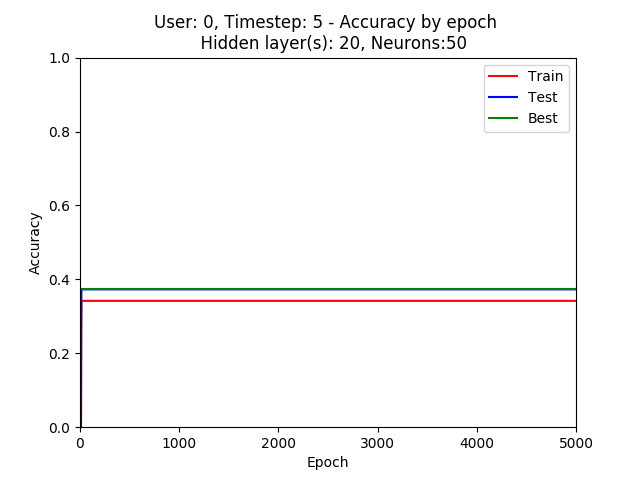 User: 0, Timestep: 5 - Accuracy by epoch
Hidden layer(s): 20, Neurons:50
1.0
Train
Test
Best
0.8
0.6
Accuracy
0.4
0.2
0.0
0 1000 2000 3000 4000 5000
Epoch